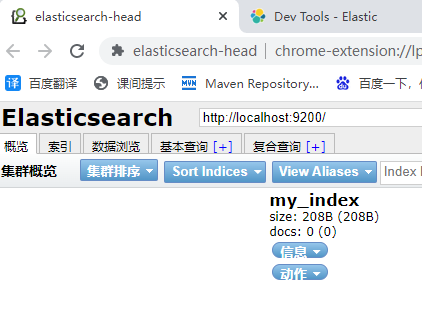 elasticsearch-head
Dev Tools - Elastic
elasticsearch-head | chrome-extension://lp
百度翻译 课间提示 Maven Repository... 百度一下，
Elasticsearch http://localhost:9200/
概览 索引 数据浏览 基本查询 [+] 复合查询 [+]
集群概览 集群排序 Sort Indices View Aliases Index
my_index
size: 208B (208B)
docs: 0 (0)
信息
动作